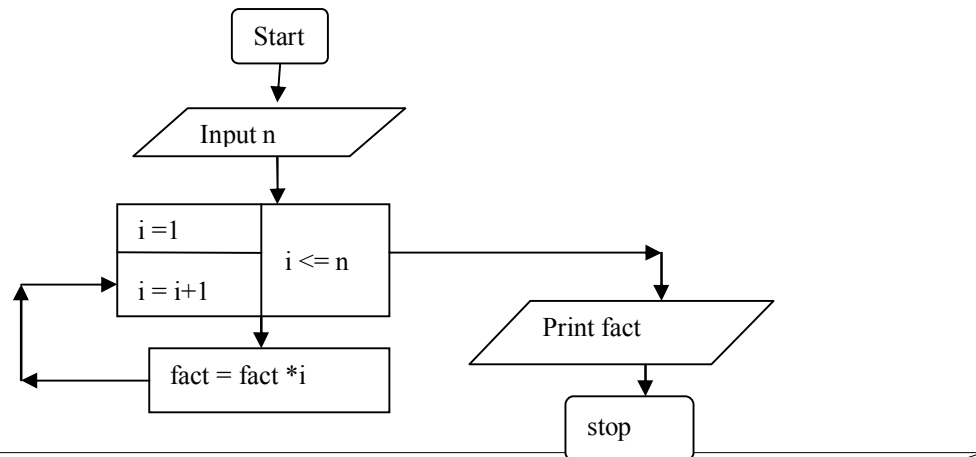 Start
Input n
i =1
i <= n
i = i+1
fact = fact *i
Print fact
stop